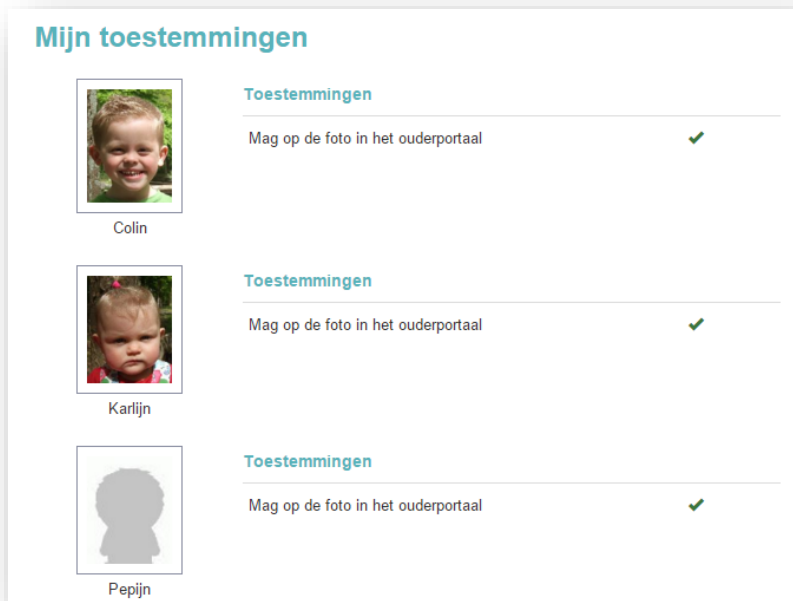 Mijn toestemmingen
Toestemmingen
Mag op de foto in het ouderportaal
Colin
Toestemmingen
Mag op de foto in het ouderportaal
Karlijn
Toestemmingen
Mag op de foto in het ouderportaal
Pepijn